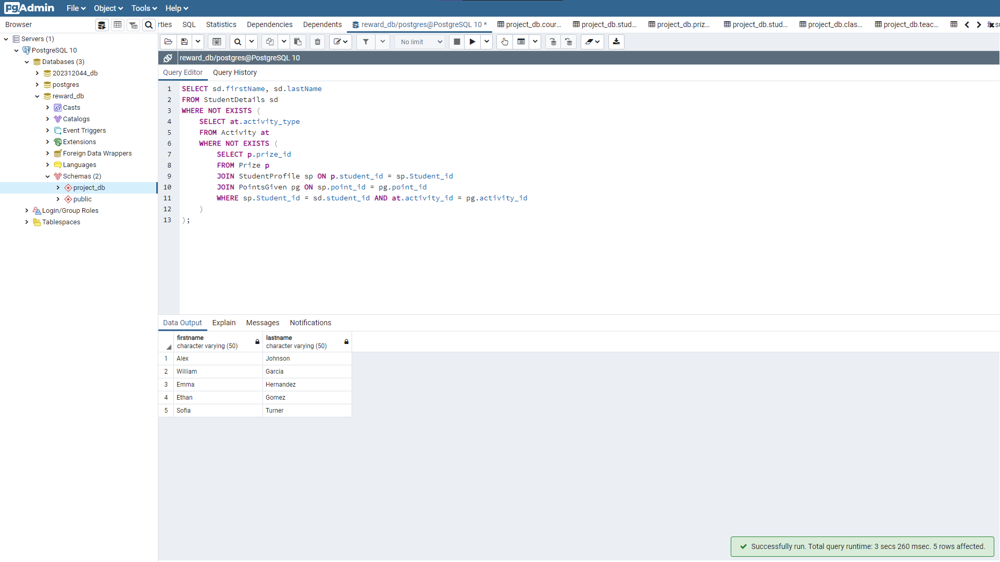 pgAdmin File Object Tools Help
Browser
rties SQL Statistics Dependencies Dependents reward_db/postgres@PostgreSQL 10 * project_db.cour... project_db.stud... project_db.priz... project_db.stud... project_db.clas... project_db.teac...
Servers (1)
PostgreSQL 10
Databases (3)
202312044_db
postgres
reward_db
Casts
Catalogs
Event Triggers
Extensions
Foreign Data Wrappers
Languages
Schemas (2)
project_db
public
Login/Group Roles
Tablespaces
No limit
reward_db/postgres@PostgreSQL 10
Query Editor Query History
1 SELECT sd.firstName, sd.lastName
2 FROM StudentDetails sd
3 WHERE NOT EXISTS (
4 SELECT at.activity_type
5 FROM Activity at
6 WHERE NOT EXISTS (
7 SELECT p.prize_id
8 FROM Prize p
9 JOIN StudentProfile sp ON p.student_id = sp.Student_id
10 JOIN PointsGiven pg ON sp.point_id = pg.point_id
11 WHERE sp.Student_id = sd.student_id AND at.activity_id = pg.activity_id
12 )
13 );
Data Output Explain Messages Notifications
firstname lastname
character varying (50) character varying (50)
1 Alex Johnson
2 William Garcia
3 Emma Hernandez
4 Ethan Gomez
5 Sofia Turner
Successfully run. Total query runtime: 3 secs 260 msec. 5 rows affected.